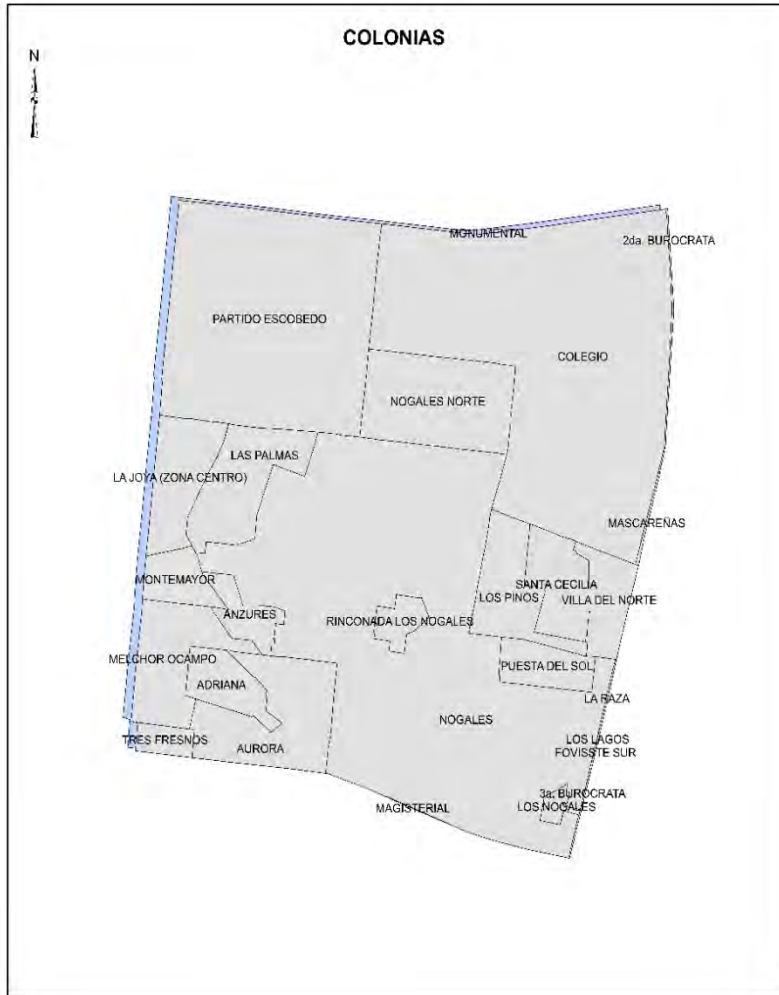 COLONIAS
N
MONUMENTAL
2da. BUROCRATA
PARTIDO ESCOBEDO
COLEGIO
NOGALES NORTE
LAS PALMAS
LA JOYA (ZONA CENTRO)
MASCAREÑAS
MONTEMAYOR
SANTA CECILIA
LOS PINOS
VILLA DEL NORTE
ANZURES
RINCONADA LOS NOGALES
MELCHOR OCAMPO
PUESTA DEL SOL
ADRIANA
LA RAZA
NOGALES
TRES FRESNOS
AURORA
LOS LAGOS
FOVISSTE SUR
3a. BUROCRATA
LOS NOGALES
MAGISTERIAL